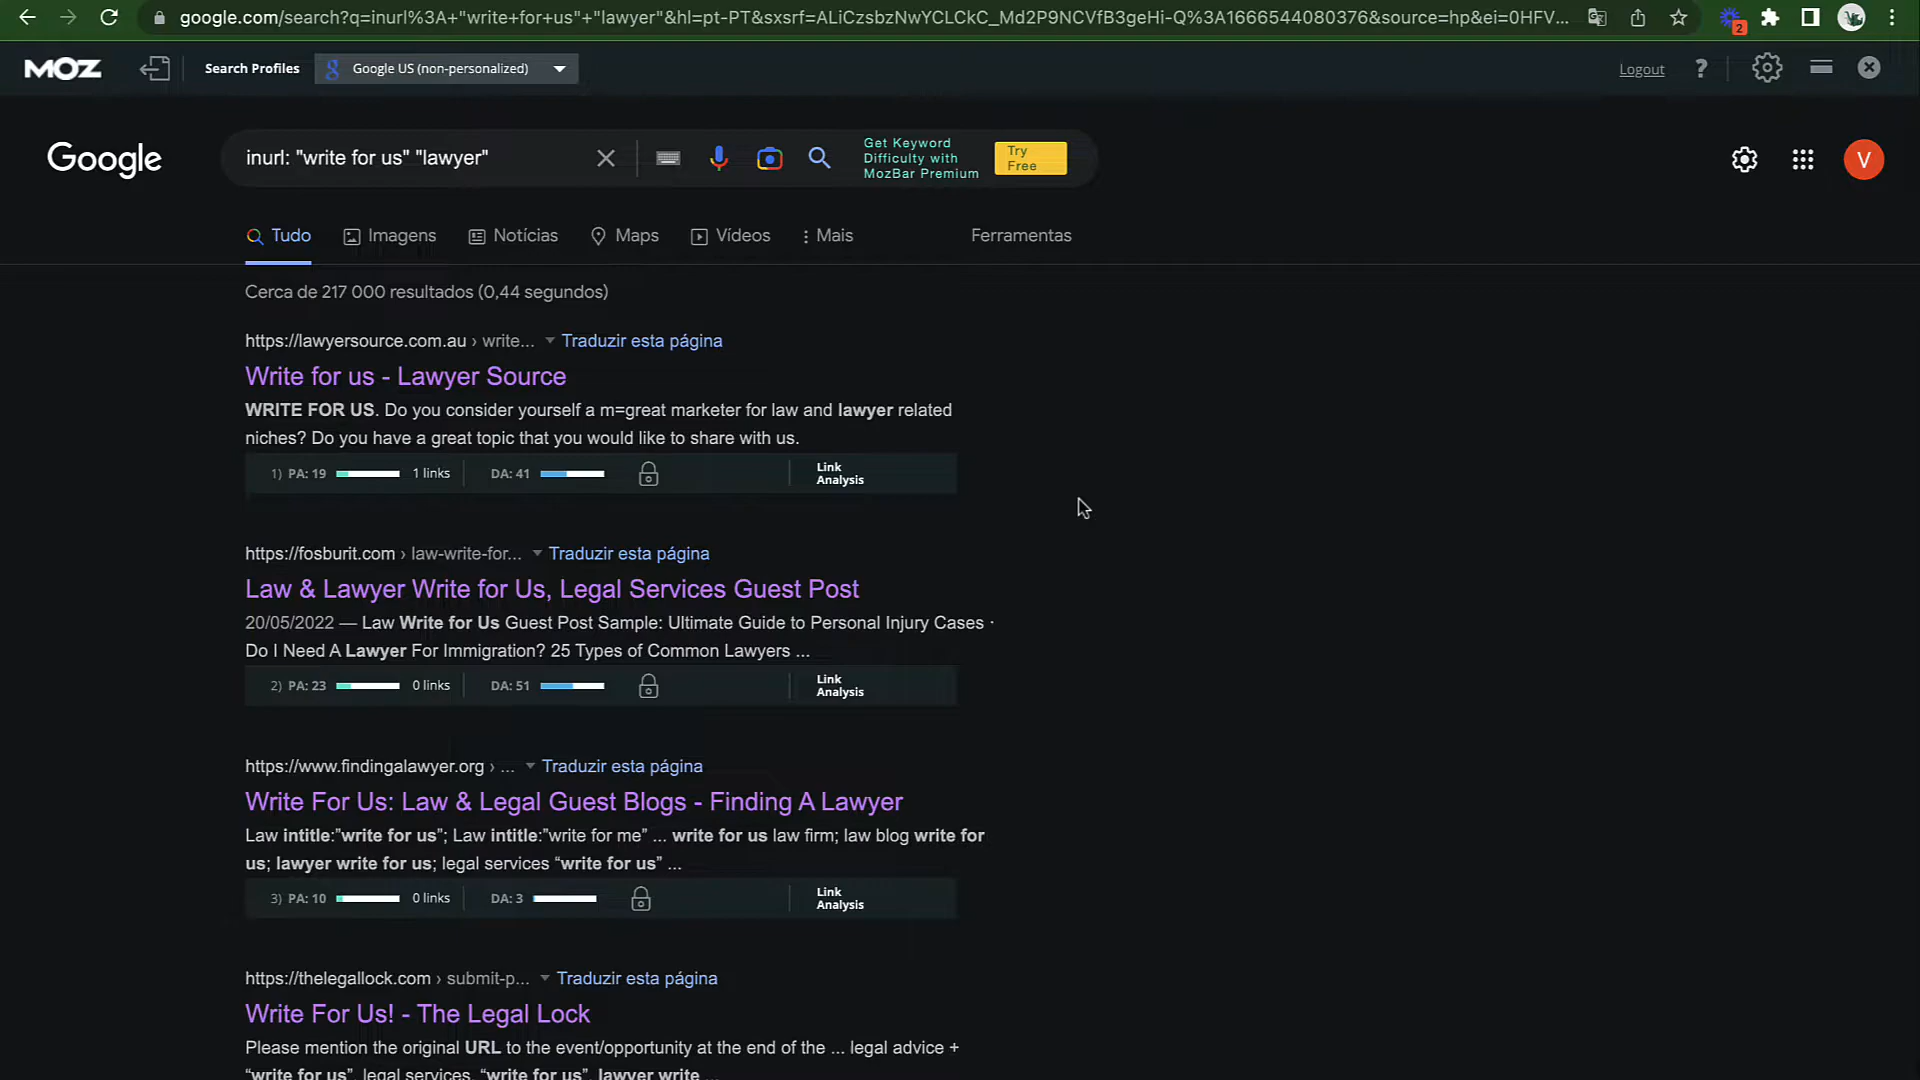 google.com/search?q=inurl%3A+"write+for+us"+"lawyer"&hl=pt-PT&sxsrf=ALiCzsbzNwYCLCkC_Md2P9NCVfB3geHi-Q%3A1666544080376&source=hp&ei=0HFV...
2
MOZ
Search Profiles
Google US (non-personalized)
Logout
?
Google
inurl: "write for us" "lawyer"
Get Keyword
Difficulty with
MozBar Premium
Try
Free
V
Tudo
Imagens
Notícias
Maps
Vídeos
Mais
Ferramentas
Cerca de 217 000 resultados (0,44 segundos)
https://lawyersource.com.au › write... Traduzir esta página
Write for us - Lawyer Source
WRITE FOR US. Do you consider yourself a m=great marketer for law and lawyer related
niches? Do you have a great topic that you would like to share with us.
1) PA: 19 1 links DA: 41
Link
Analysis
https://fosburit.com › law-write-for... Traduzir esta página
Law & Lawyer Write for Us, Legal Services Guest Post
20/05/2022 — Law Write for Us Guest Post Sample: Ultimate Guide to Personal Injury Cases ·
Do I Need A Lawyer For Immigration? 25 Types of Common Lawyers ...
2) PA: 23 0 links DA: 51
Link
Analysis
https://www.findingalawyer.org › ... Traduzir esta página
Write For Us: Law & Legal Guest Blogs - Finding A Lawyer
Law intitle:"write for us"; Law intitle:"write for me" ... write for us law firm; law blog write for
us; lawyer write for us; legal services “write for us” ...
3) PA: 10 0 links DA: 3
Link
Analysis
https://thelegallock.com › submit-p... Traduzir esta página
Write For Us! - The Legal Lock
Please mention the original URL to the event/opportunity at the end of the ... legal advice +
“write for us”, legal services, “write for us”, lawyer write ...